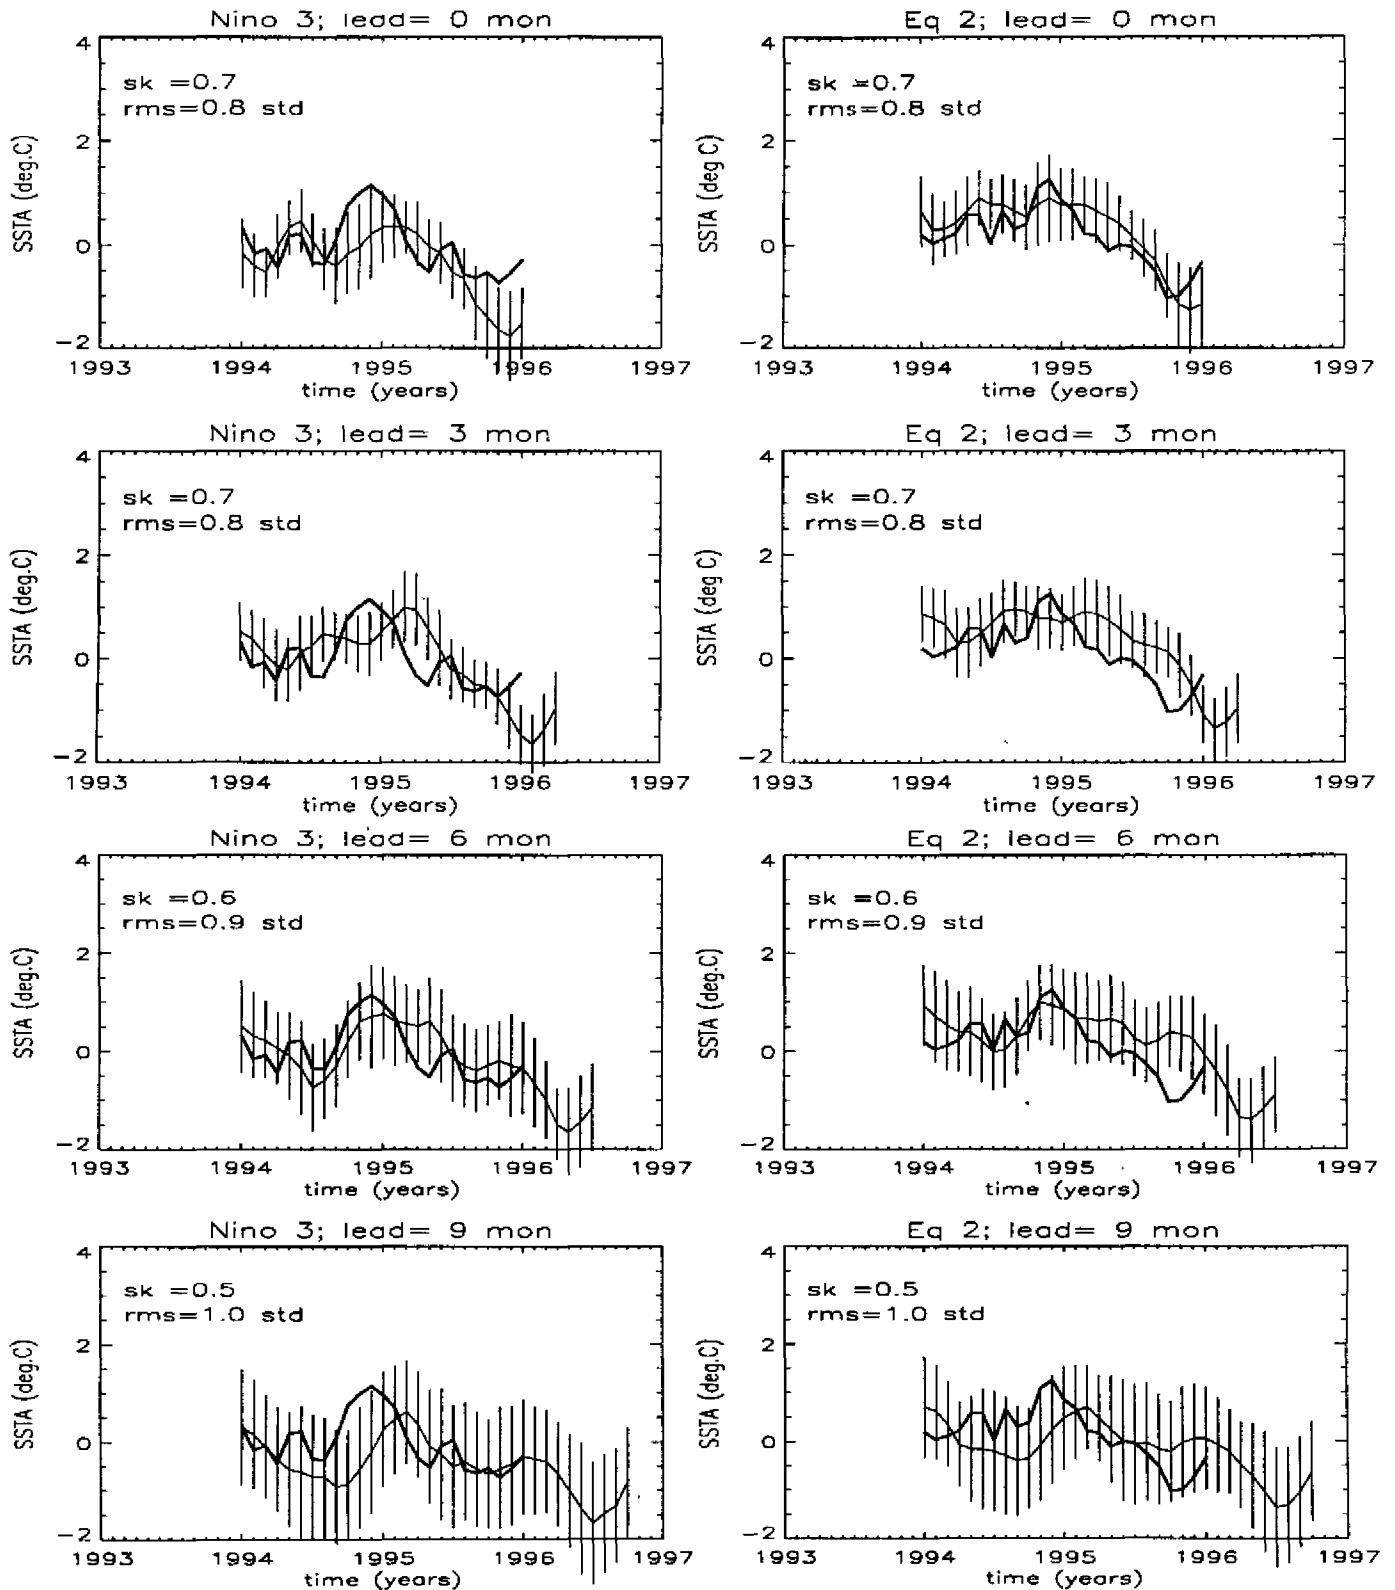 Nino 3; lead= 0 mon
4
sk =0.7
rms=0.8 std
2
SSTA (deg.C)
0
-2
1993 1994 1995 1996 1997
time (years)
Eq 2; lead= 0 mon
4
sk =0.7
rms=0.8 std
2
SSTA (deg C)
0
-2
1993 1994 1995 1996 1997
time (years)
Nino 3; lead= 3 mon
4
sk =0.7
rms=0.8 std
2
SSTA (deg.C)
0
-2
1993 1994 1995 1996 1997
time (years)
Eq 2; lead= 3 mon
4
sk =0.7
rms=0.8 std
2
SSTA (deg C)
0
-2
1993 1994 1995 1996 1997
time (years)
Nino 3; lead= 6 mon
4
sk =0.6
rms=0.9 std
2
SSTA (deg.C)
0
-2
1993 1994 1995 1996 1997
time (years)
Eq 2; lead= 6 mon
4
sk =0.6
rms=0.9 std
2
SSTA (deg.C)
0
-2
1993 1994 1995 1996 1997
time (years)
Nino 3; lead= 9 mon
4
sk =0.5
rms=1.0 std
2
SSTA (deg.C)
0
-2
1993 1994 1995 1996 1997
time (years)
Eq 2; lead= 9 mon
4
sk =0.5
rms=1.0 std
2
SSTA (deg.C)
0
-2
1993 1994 1995 1996 1997
time (years)